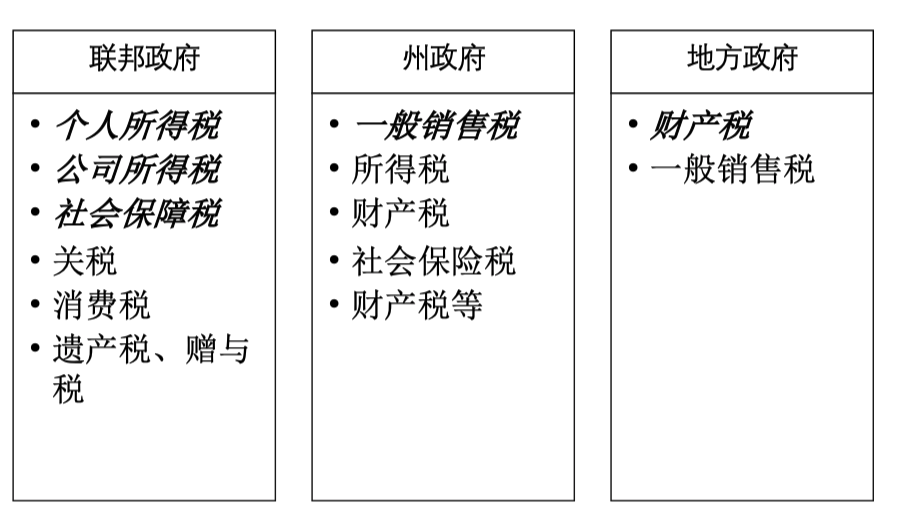 联邦政府
• 个人所得税
• 公司所得税
• 社会保障税
• 关税
• 消费税
• 遗产税、赠与
税
州政府
• 一般销售税
• 所得税
• 财产税
• 社会保险税
• 财产税等
地方政府
• 财产税
• 一般销售税